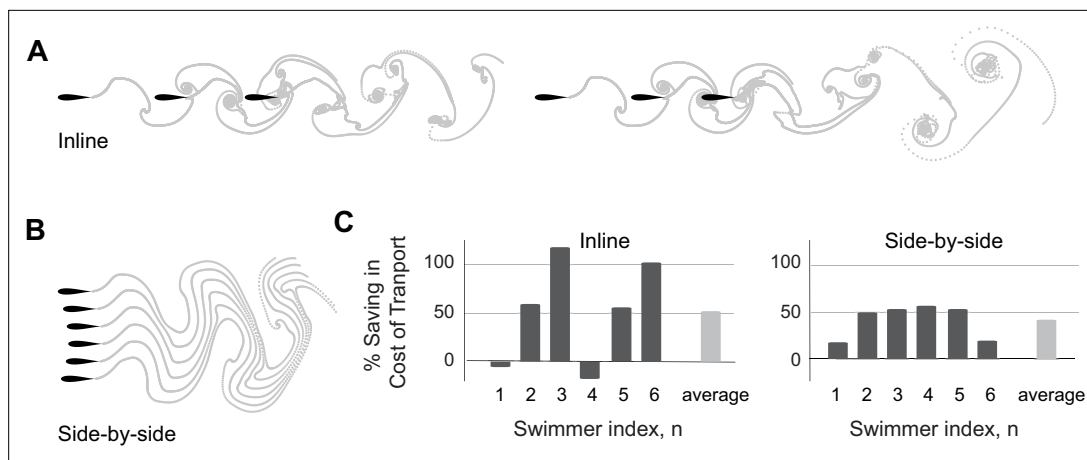 A
Inline
B
Side-by-side
C
Inline
% Saving in
Cost of Tranport
100
50
0
1 2 3 4 5 6 average
Swimmer index, n
Side-by-side
100
50
0
1 2 3 4 5 6 average
Swimmer index, n